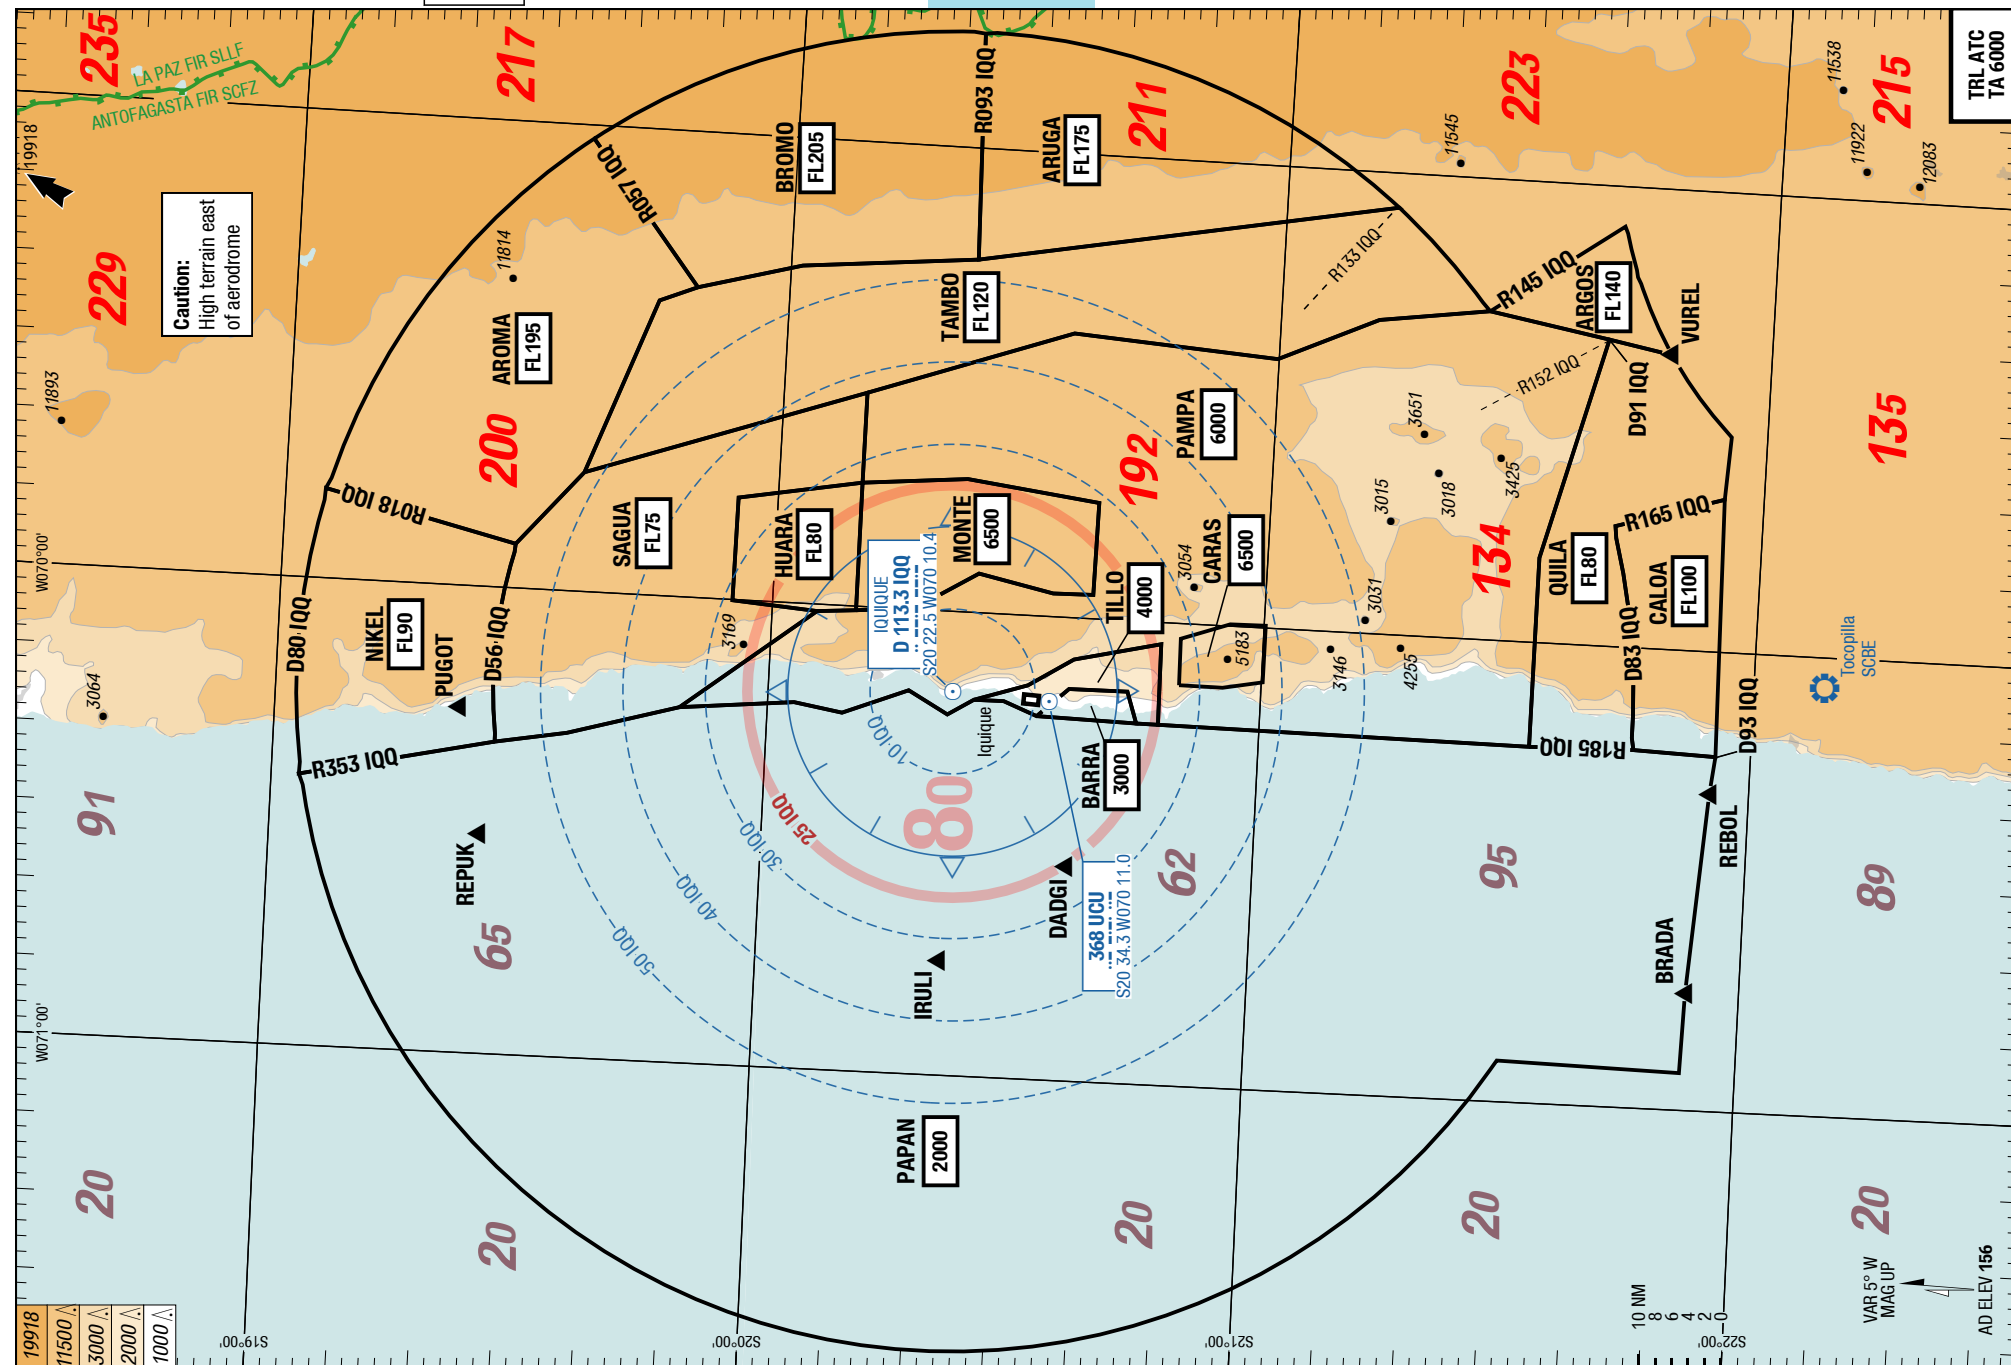 235
217
211
223
215
229
200
192
134
135
91
65
80
62
95
89
20
20
20
20
20
LA PAZ FIR SLLF
ANTOFAGASTA FIR SCFZ
19918
Caution:
High terrain east
of aerodrome
TRL ATC
TA 6000
11893
11814
11545
11538
11922
12083
3064
3169
3054
5183
3031
3146
4255
3015
3018
3651
3425
R057 IQQ
R093 IQQ
R133 IQQ
R145 IQQ
R152 IQQ
R165 IQQ
R185 IQQ
R353 IQQ
R018 IQQ
D80 IQQ
D56 IQQ
D91 IQQ
D83 IQQ
D93 IQQ
BROMO
FL205
ARUGA
FL175
AROMA
FL195
TAMBO
FL120
ARGOS
FL140
VUREL
PAMPA
6000
SAGUA
FL75
HUARA
FL80
MONTE
6500
CARAS
6500
TILLO
4000
QUILA
FL80
CALOA
FL100
NIKEL
FL90
PUGOT
BARRA
3000
PAPAN
2000
REPUK
IRULI
DADGI
REBOL
BRADA
IQUIQUE
D 113.3 IQQ
S20 22.5 W070 10.4
368 UCU
S20 34.3 W070 11.0
Iquique
Tocopilla
SCBE
10 IQQ
25 IQQ
30 IQQ
40 IQQ
50 IQQ
W070°00'
W071°00'
S19°00'
S20°00'
S21°00'
S22°00'
19918
11500
3000
2000
1000
10 NM
8
6
4
2
0
VAR 5° W
MAG UP
AD ELEV 156